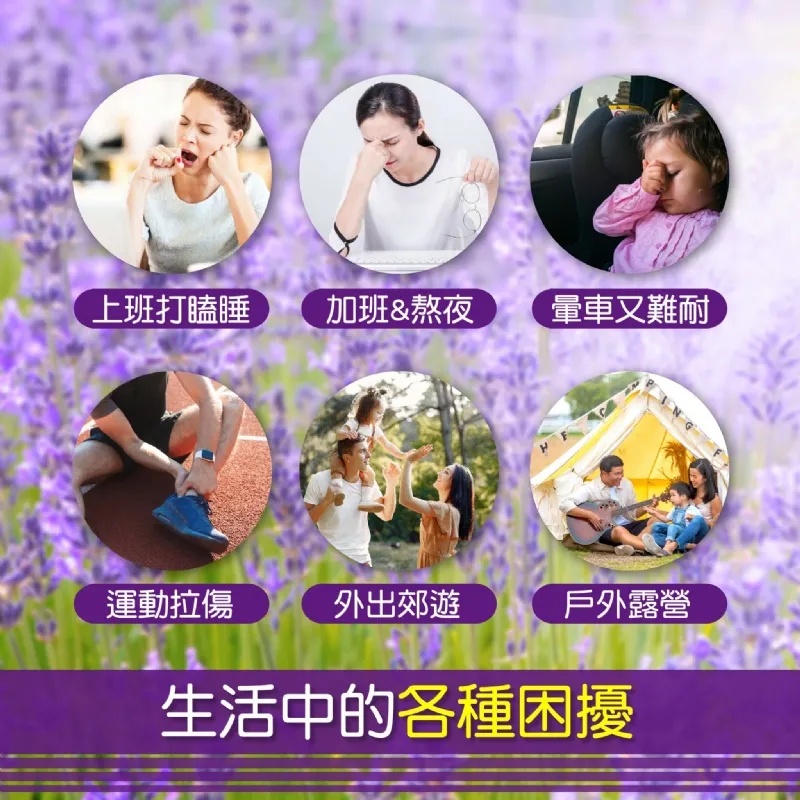 上班打瞌睡
加班&熬夜
暈車又難耐
運動拉傷
外出郊遊
戶外露營
生活中的各種困擾